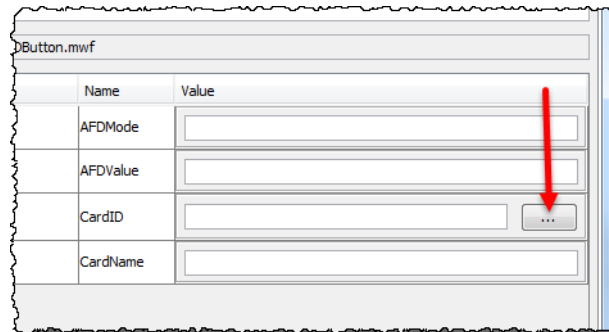 DButton.mwf
Name Value
AFDMode
AFDValue
CardID ...
CardName